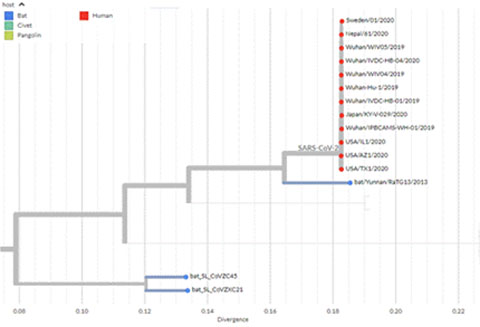 host
Bat
Human
Civet
Pangolin
Sweden/01/2020
Nepal/61/2020
Wuhan/WIV05/2019
Wuhan/IVDC-HB-04/2020
Wuhan/WIV04/2019
Wuhan-Hu-1/2019
Wuhan/IVDC-HB-01/2019
Japan/KY-V-029/2020
Wuhan/IPBCAMS-WH-01/2019
USA/IL1/2020
SARS-CoV-2
USA/AZ1/2020
USA/TX1/2020
bat/Yunnan/RaTG13/2013
bat_SL_CoVZC45
bat_SL_CoVZXC21
0.08 0.10 0.12 0.14 0.16 0.18 0.20 0.22
Divergence